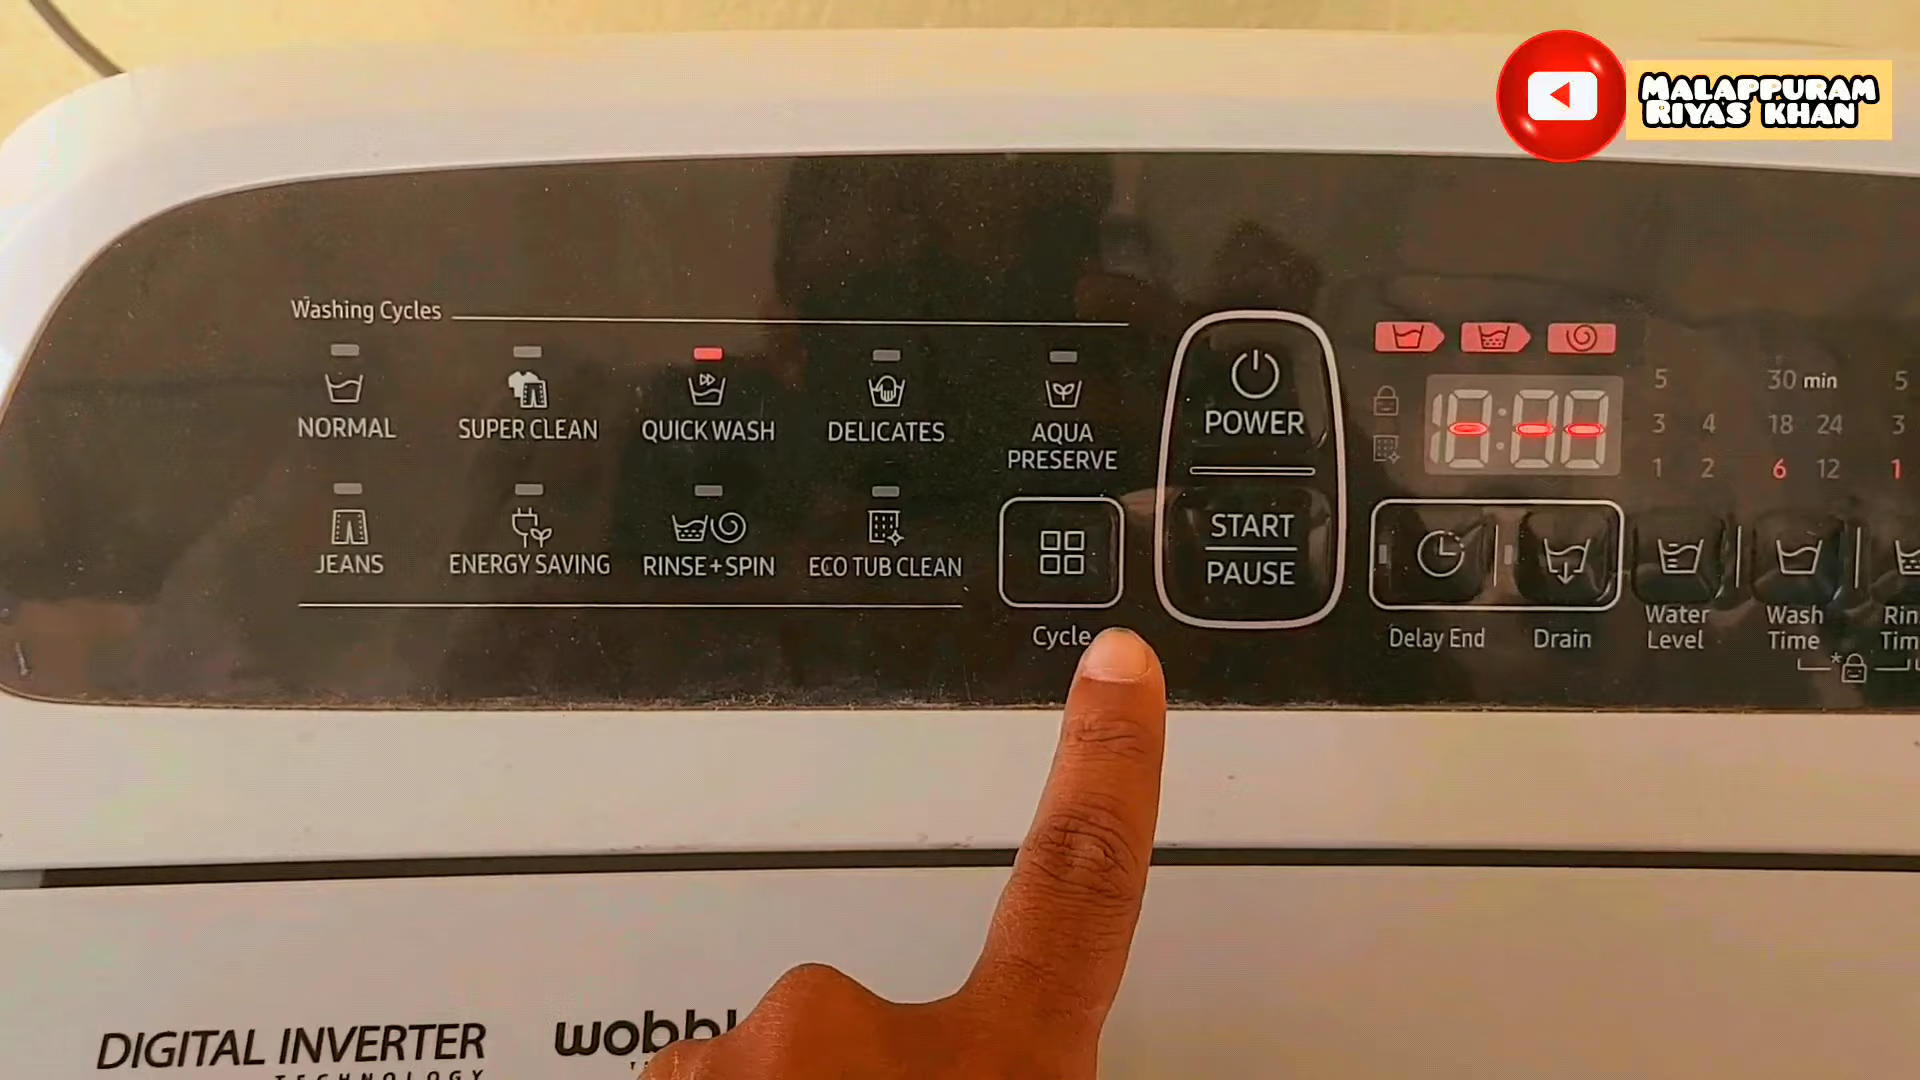 MALAPPURAM
RIYAS KHAN
Washing Cycles
NORMAL
SUPER CLEAN
QUICK WASH
DELICATES
AQUA
PRESERVE
JEANS
ENERGY SAVING
RINSE+SPIN
ECO TUB CLEAN
Cycle
POWER
START
PAUSE
5
3 4
1 2
30 min
18 24
6 12
5
3
1
Delay End
Drain
Water
Level
Wash
Time
DIGITAL INVERTER
TECHNOLOGY